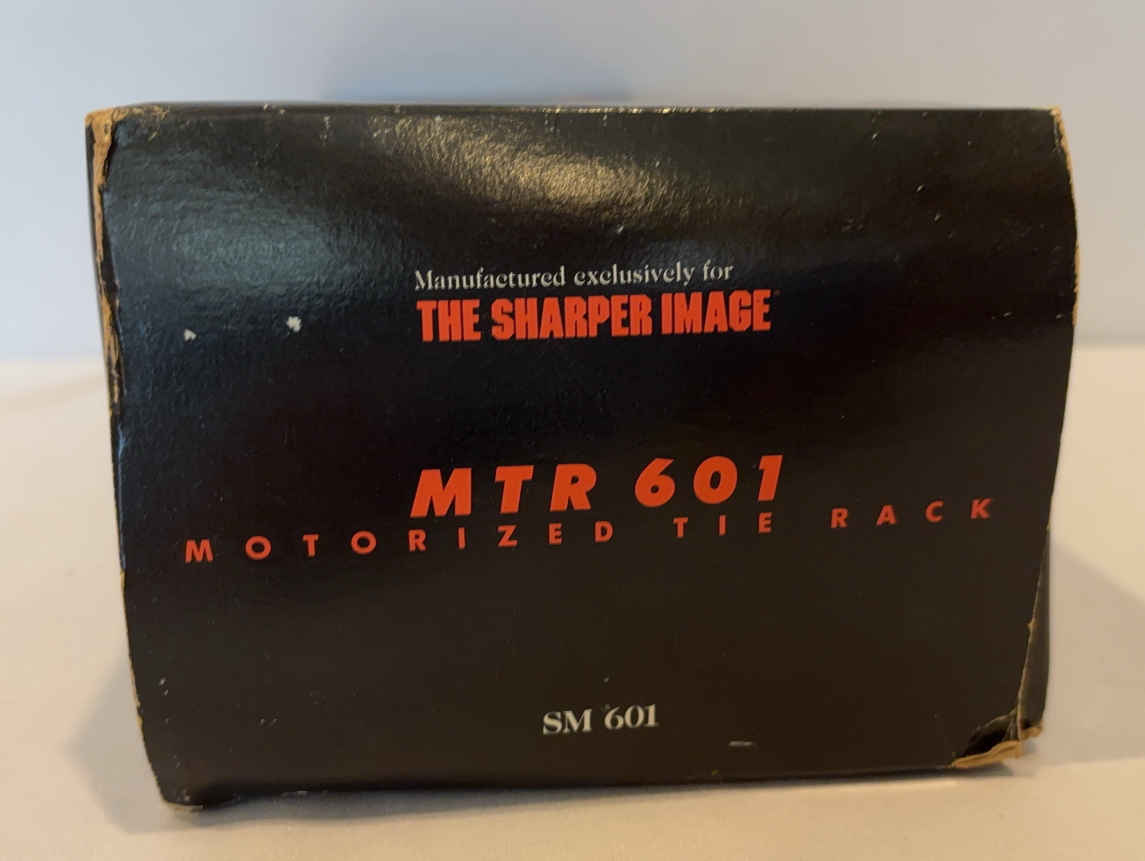 Manufactured exclusively for
THE SHARPER IMAGE
MTR 601
MOTORIZED TIE RACK
SM 601